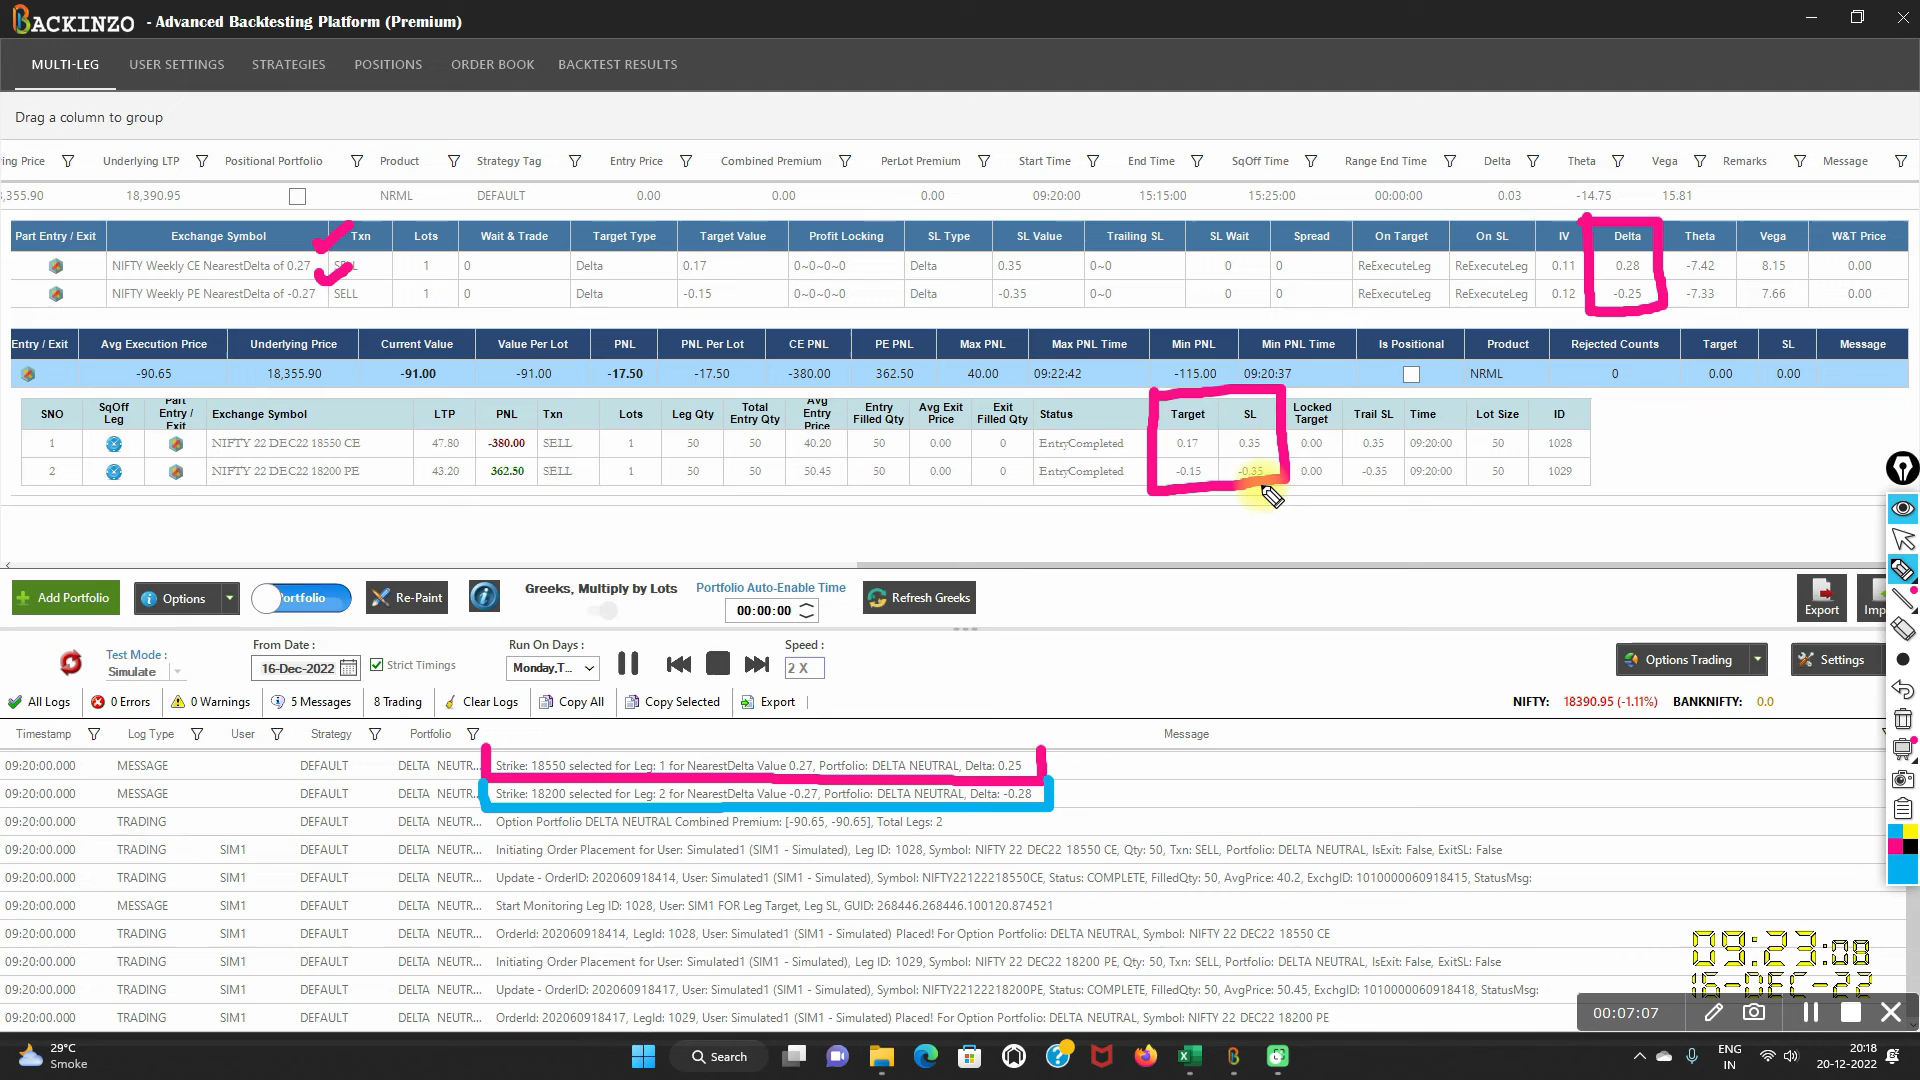 BACKINZO - Advanced Backtesting Platform (Premium)
MULTI-LEG USER SETTINGS STRATEGIES POSITIONS ORDER BOOK BACKTEST RESULTS
Drag a column to group
ing Price Underlying LTP Positional Portfolio Product Strategy Tag Entry Price Combined Premium PerLot Premium Start Time End Time SqOff Time Range End Time Delta Theta Vega Remarks Message
,355.90 18,390.95 NRML DEFAULT 0.00 0.00 0.00 09:20:00 15:15:00 15:25:00 00:00:00 0.03 -14.75 15.81
Part Entry / Exit Exchange Symbol Txn Lots Wait & Trade Target Type Target Value Profit Locking SL Type SL Value Trailing SL SL Wait Spread On Target On SL IV Delta Theta Vega W&T Price
NIFTY Weekly CE NearestDelta of 0.27 SELL 1 0 Delta 0.17 0~0~0~0 Delta 0.35 0~0 0 0 ReExecuteLeg ReExecuteLeg 0.11 0.28 -7.42 8.15 0.00
NIFTY Weekly PE NearestDelta of -0.27 SELL 1 0 Delta -0.15 0~0~0~0 Delta -0.35 0~0 0 0 ReExecuteLeg ReExecuteLeg 0.12 -0.25 -7.33 7.66 0.00
Entry / Exit Avg Execution Price Underlying Price Current Value Value Per Lot PNL PNL Per Lot CE PNL PE PNL Max PNL Max PNL Time Min PNL Min PNL Time Is Positional Product Rejected Counts Target SL Message
-90.65 18,355.90 -91.00 -91.00 -17.50 -17.50 -380.00 362.50 40.00 09:22:42 -115.00 09:20:37 NRML 0 0.00 0.00
SNO SqOff Leg Part Entry / Exit Exchange Symbol LTP PNL Txn Lots Leg Qty Total Entry Qty Avg Entry Price Entry Filled Qty Avg Exit Price Exit Filled Qty Status Target SL Locked Target Trail SL Time Lot Size ID
1 NIFTY 22 DEC22 18550 CE 47.80 -380.00 SELL 1 50 50 40.20 50 0.00 0 EntryCompleted 0.17 0.35 0.00 0.35 09:20:00 50 1028
2 NIFTY 22 DEC22 18200 PE 43.20 362.50 SELL 1 50 50 50.45 50 0.00 0 EntryCompleted -0.15 -0.35 0.00 -0.35 09:20:00 50 1029
Add Portfolio Options ortfolio Re-Paint Greeks, Multiply by Lots Portfolio Auto-Enable Time 00:00:00 Refresh Greeks Export Imp
Test Mode : Simulate From Date : 16-Dec-2022 Strict Timings Run On Days : Monday,T... Speed : 2 X Options Trading Settings
All Logs 0 Errors 0 Warnings 5 Messages 8 Trading Clear Logs Copy All Copy Selected Export NIFTY: 18390.95 (-1.11%) BANKNIFTY: 0.0
Timestamp Log Type User Strategy Portfolio Message
09:20:00.000 MESSAGE DEFAULT DELTA NEUTR... Strike: 18550 selected for Leg: 1 for NearestDelta Value 0.27, Portfolio: DELTA NEUTRAL, Delta: 0.25
09:20:00.000 MESSAGE DEFAULT DELTA NEUTR... Strike: 18200 selected for Leg: 2 for NearestDelta Value -0.27, Portfolio: DELTA NEUTRAL, Delta: -0.28
09:20:00.000 TRADING DEFAULT DELTA NEUTR... Option Portfolio DELTA NEUTRAL Combined Premium: [-90.65, -90.65], Total Legs: 2
09:20:00.000 TRADING SIM1 DEFAULT DELTA NEUTR... Initiating Order Placement for User: Simulated1 (SIM1 - Simulated), Leg ID: 1028, Symbol: NIFTY 22 DEC22 18550 CE, Qty: 50, Txn: SELL, Portfolio: DELTA NEUTRAL, IsExit: False, ExitSL: False
09:20:00.000 TRADING SIM1 DEFAULT DELTA NEUTR... Update - OrderID: 202060918414, User: Simulated1 (SIM1 - Simulated), Symbol: NIFTY22122218550CE, Status: COMPLETE, FilledQty: 50, AvgPrice: 40.2, ExchgID: 1010000060918415, StatusMsg:
09:20:00.000 MESSAGE SIM1 DEFAULT DELTA NEUTR... Start Monitoring Leg ID: 1028, User: SIM1 FOR Leg Target, Leg SL, GUID: 268446.268446.100120.874521
09:20:00.000 TRADING SIM1 DEFAULT DELTA NEUTR... OrderId: 202060918414, LegId: 1028, User: Simulated1 (SIM1 - Simulated) Placed! For Option Portfolio: DELTA NEUTRAL, Symbol: NIFTY 22 DEC22 18550 CE
09:20:00.000 TRADING SIM1 DEFAULT DELTA NEUTR... Initiating Order Placement for User: Simulated1 (SIM1 - Simulated), Leg ID: 1029, Symbol: NIFTY 22 DEC22 18200 PE, Qty: 50, Txn: SELL, Portfolio: DELTA NEUTRAL, IsExit: False, ExitSL: False
09:20:00.000 TRADING SIM1 DEFAULT DELTA NEUTR... Update - OrderID: 202060918417, User: Simulated1 (SIM1 - Simulated), Symbol: NIFTY22122218200PE, Status: COMPLETE, FilledQty: 50, AvgPrice: 50.45, ExchgID: 1010000060918418, StatusMsg:
09:20:00.000 TRADING SIM1 DEFAULT DELTA NEUTR... OrderId: 202060918417, LegId: 1029, User: Simulated1 (SIM1 - Simulated) Placed! For Option Portfolio: DELTA NEUTRAL, Symbol: NIFTY 22 DEC22 18200 PE
09:23:08
16-DEC-22
00:07:07
29°C Smoke Search ENG IN 20:18 20-12-2022